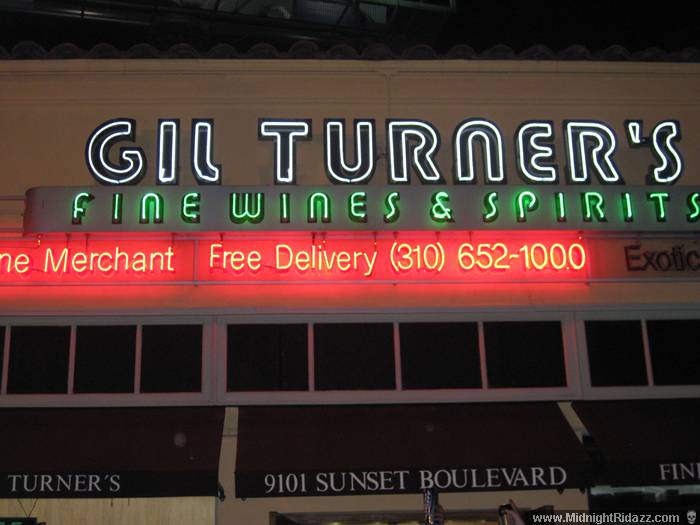 GIL TURNER'S
FINE WINES & SPIRITS
ne Merchant Free Delivery (310) 652-1000 Exotic
TURNER'S 9101 SUNSET BOULEVARD FINE
www.MidnightRidazz.com